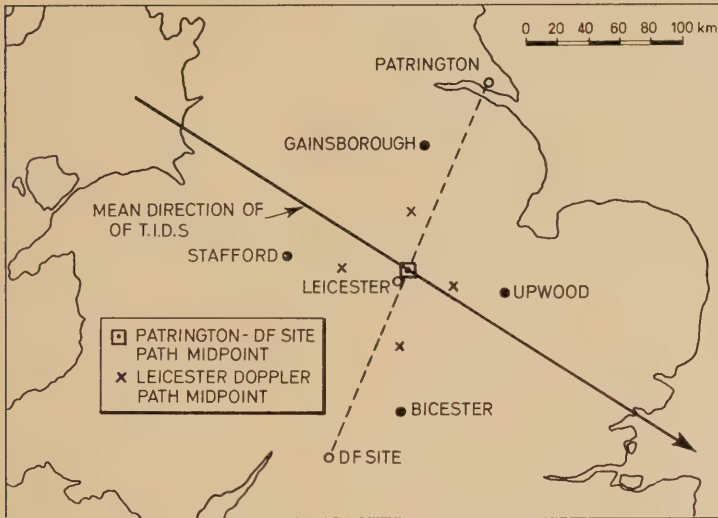 0 20 40 60 80 100 km
PATRINGTON
GAINSBOROUGH
MEAN DIRECTION OF
OF T.I.D.S
STAFFORD
LEICESTER
UPWOOD
PATRINGTON - DF SITE
PATH MIDPOINT
LEICESTER DOPPLER
PATH MIDPOINT
BICESTER
DF SITE